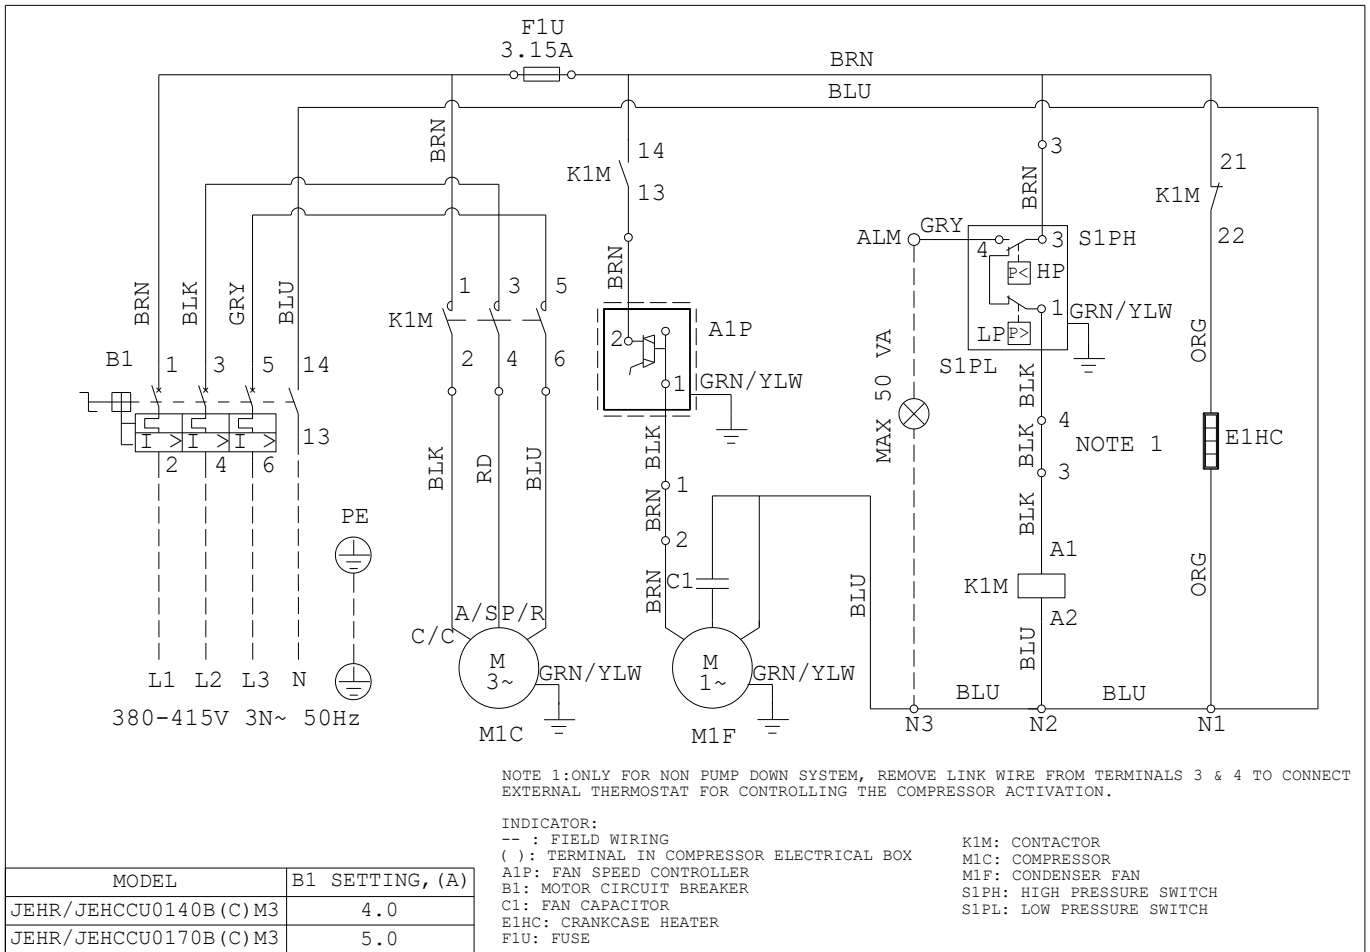 F1U
3.15A
BRN
BLU
BRN
14
K1M
13
3
BRN
21
K1M
22
ALM
GRY
4
3
S1PH
P<
HP
BRN
BLK
GRY
BLU
1
3
5
K1M
2
4
6
BRN
2
A1P
1
GRN/YLW
1
GRN/YLW
LP
P>
S1PL
ORG
B1
1
3
5
14
I >
I >
I >
13
2
4
6
MAX 50 VA
BLK
4
BLK
NOTE 1
3
E1HC
BLK
RD
BLU
BLK
1
BRN
2
BLK
PE
A1
K1M
A2
BRN
C1
BLU
BLU
ORG
A/S
P/R
C/C
M
3~
GRN/YLW
M
1~
GRN/YLW
L1
L2
L3
N
380-415V 3N~ 50Hz
M1C
M1F
BLU
BLU
N3
N2
N1
NOTE 1:ONLY FOR NON PUMP DOWN SYSTEM, REMOVE LINK WIRE FROM TERMINALS 3 & 4 TO CONNECT
EXTERNAL THERMOSTAT FOR CONTROLLING THE COMPRESSOR ACTIVATION.
INDICATOR:
-- : FIELD WIRING
( ): TERMINAL IN COMPRESSOR ELECTRICAL BOX
A1P: FAN SPEED CONTROLLER
B1: MOTOR CIRCUIT BREAKER
C1: FAN CAPACITOR
E1HC: CRANKCASE HEATER
F1U: FUSE
K1M: CONTACTOR
M1C: COMPRESSOR
M1F: CONDENSER FAN
S1PH: HIGH PRESSURE SWITCH
S1PL: LOW PRESSURE SWITCH
MODEL
B1 SETTING,(A)
JEHR/JEHCCU0140B(C)M3
4.0
JEHR/JEHCCU0170B(C)M3
5.0